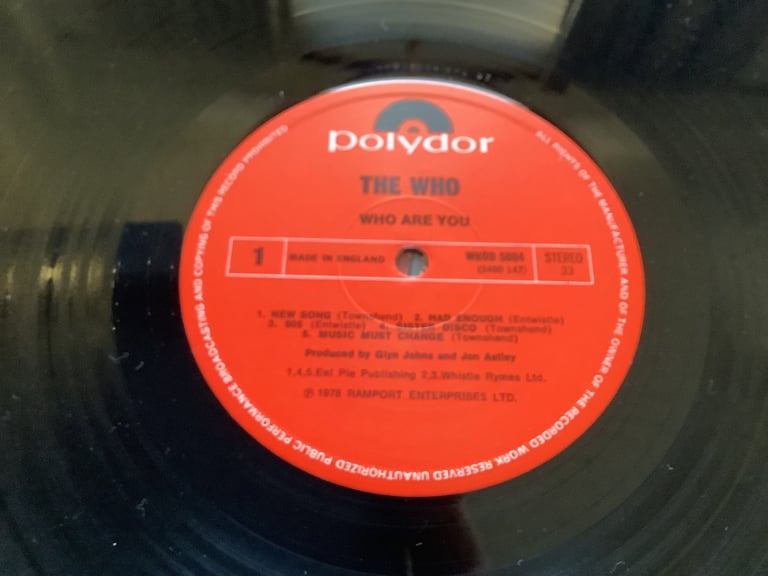 polydor
THE WHO
WHO ARE YOU
1
MADE IN ENGLAND
WHOD 5004
(2490 147)
STEREO
33
1. NEW SONG (Townshend) 2. HAD ENOUGH (Entwistle)
3. 905 (Entwistle) 4. SISTER DISCO (Townshend)
5. MUSIC MUST CHANGE (Townshend)
Produced by Glyn Johns and Jon Astley
1,4,5.Eel Pie Publishing 2,3.Whistle Rymes Ltd.
℗ 1978 RAMPORT ENTERPRISES LTD.
ALL RIGHTS OF THE MANUFACTURER AND OF THE OWNER OF THE RECORDED WORK RESERVED UNAUTHORIZED PUBLIC PERFORMANCE BROADCASTING AND COPYING OF THIS RECORD PROHIBITED